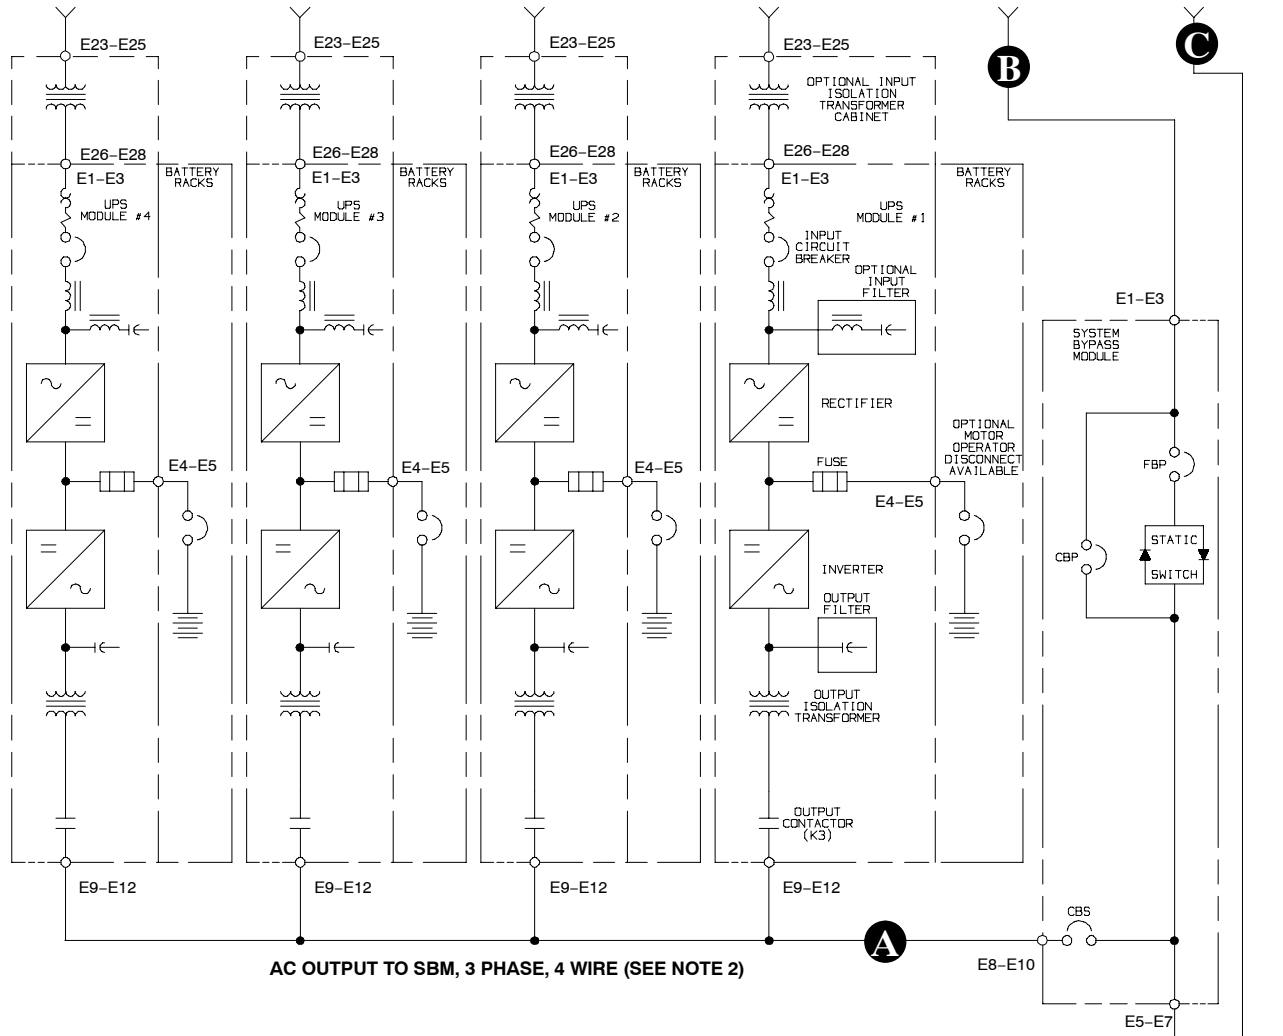 B
C
E23–E25
E23–E25
E23–E25
E23–E25
OPTIONAL INPUT
ISOLATION
TRANSFORMER
CABINET
E26–E28
E26–E28
E26–E28
E26–E28
E1–E3
E1–E3
E1–E3
E1–E3
BATTERY
RACKS
BATTERY
RACKS
BATTERY
RACKS
BATTERY
RACKS
UPS
MODULE #4
UPS
MODULE #3
UPS
MODULE #2
UPS
MODULE #1
INPUT
CIRCUIT
BREAKER
OPTIONAL
INPUT
FILTER
E1–E3
SYSTEM
BYPASS
MODULE
RECTIFIER
OPTIONAL
MOTOR
OPERATOR
DISCONNECT
AVAILABLE
E4–E5
E4–E5
E4–E5
FUSE
E4–E5
FBP
CBP
STATIC
SWITCH
INVERTER
OUTPUT
FILTER
OUTPUT
ISOLATION
TRANSFORMER
OUTPUT
CONTACTOR
(K3)
E9–E12
E9–E12
E9–E12
E9–E12
CBS
A
E8–E10
AC OUTPUT TO SBM, 3 PHASE, 4 WIRE (SEE NOTE 2)
E5–E7